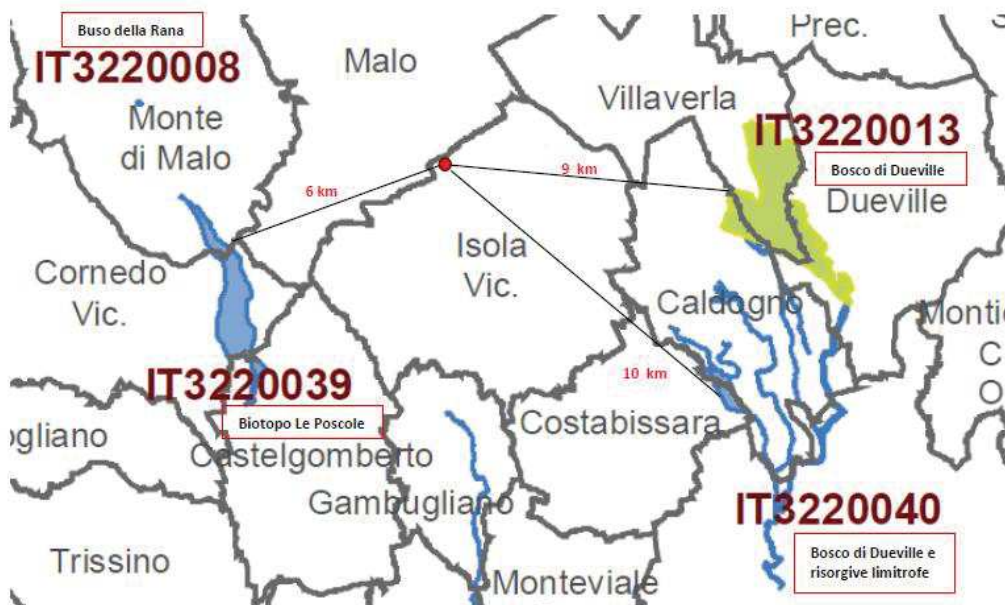 Buso della Rana
IT3220008
Malo
Prec.
Monte
di Malo
Villaverla
IT3220013
Bosco di Dueville
Dueville
6 km
9 km
Isola
Vic.
Cornedo
Vic.
Caldogno
IT3220039
Biotopo Le Poscole
10 km
Costabissara
ogliano
Castelgomberto
Gambugliano
IT3220040
Bosco di Dueville e
risorgive limitrofe
Trissino
Monteviale
Montic
C
O